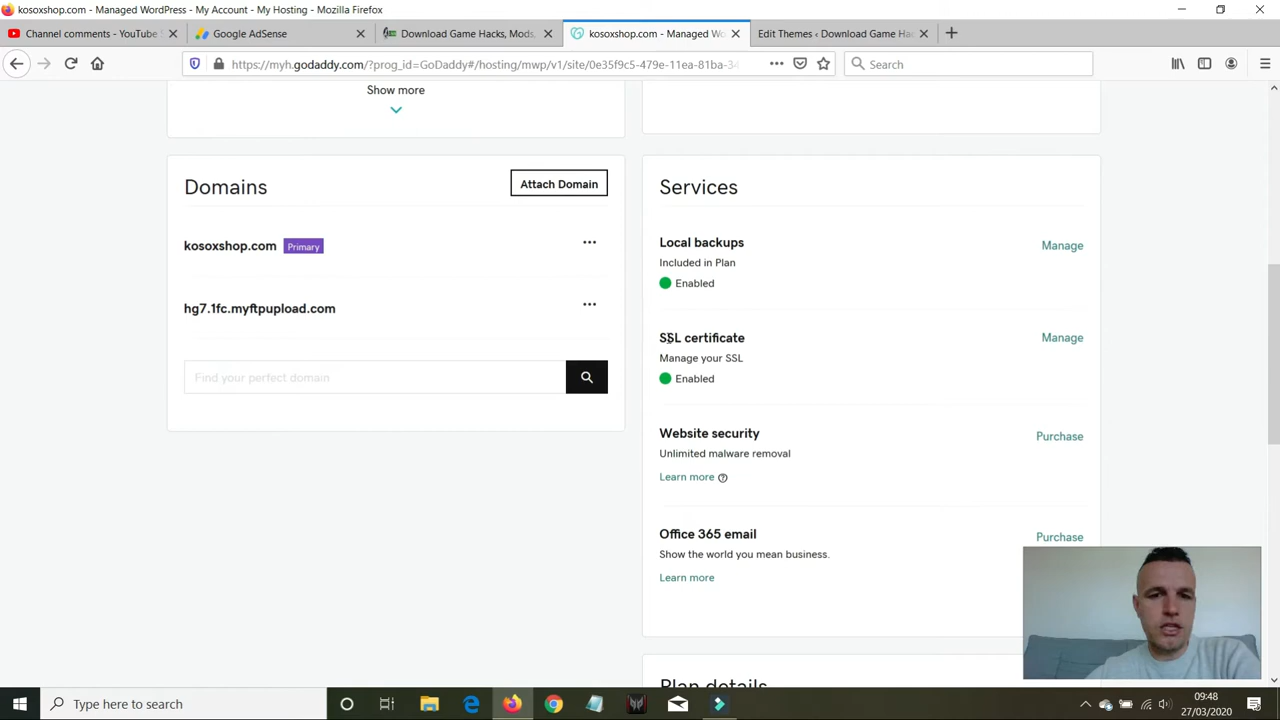 kosoxshop.com - Managed WordPress - My Account - My Hosting - Mozilla Firefox
Channel comments - YouTube S
Google AdSense
Download Game Hacks, Mods,
kosoxshop.com - Managed Wo
Edit Themes ‹ Download Game Ha
https://myh.godaddy.com/?prog_id=GoDaddy#/hosting/mwp/v1/site/0e35f9c5-479e-11ea-81ba-34
Search
Show more
Domains
Attach Domain
kosoxshop.com Primary
hg7.1fc.myftpupload.com
Find your perfect domain
Services
Local backups
Manage
Included in Plan
Enabled
SSL certificate
Manage
Manage your SSL
Enabled
Website security
Purchase
Unlimited malware removal
Learn more
Office 365 email
Purchase
Show the world you mean business.
Learn more
Plan details
Type here to search
09:48
27/03/2020